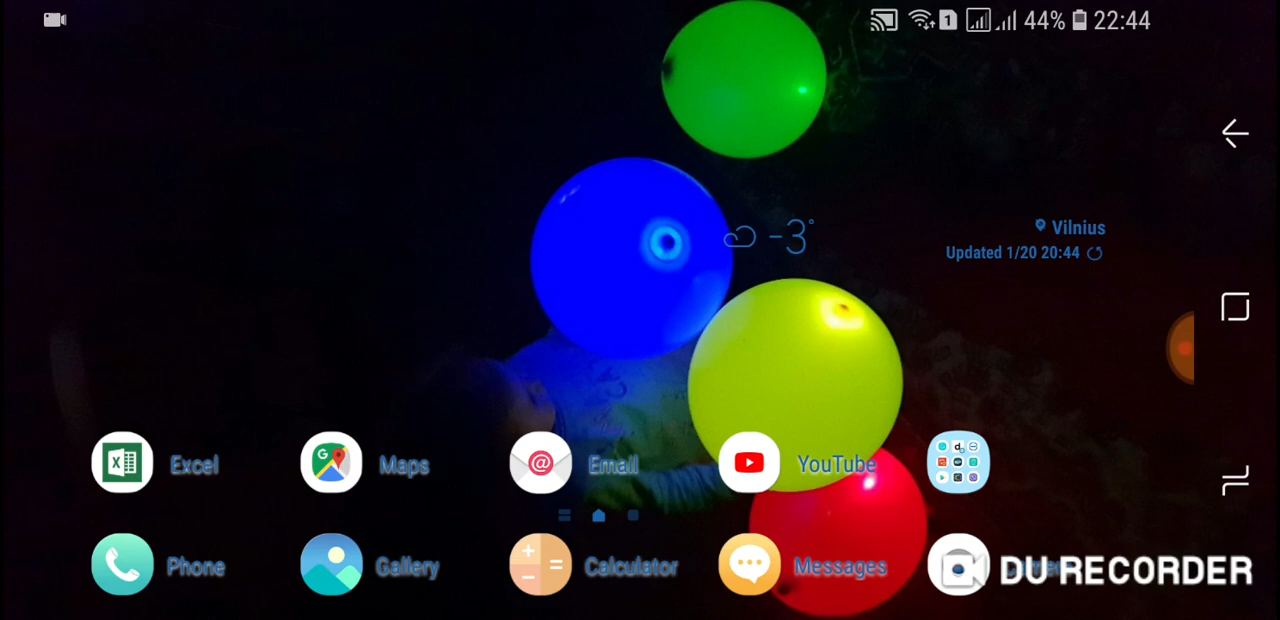 1 44% 22:44
-3°
Vilnius
Updated 1/20 20:44
Excel
Maps
Email
YouTube
Phone
Gallery
Calculator
Messages
DU RECORDER